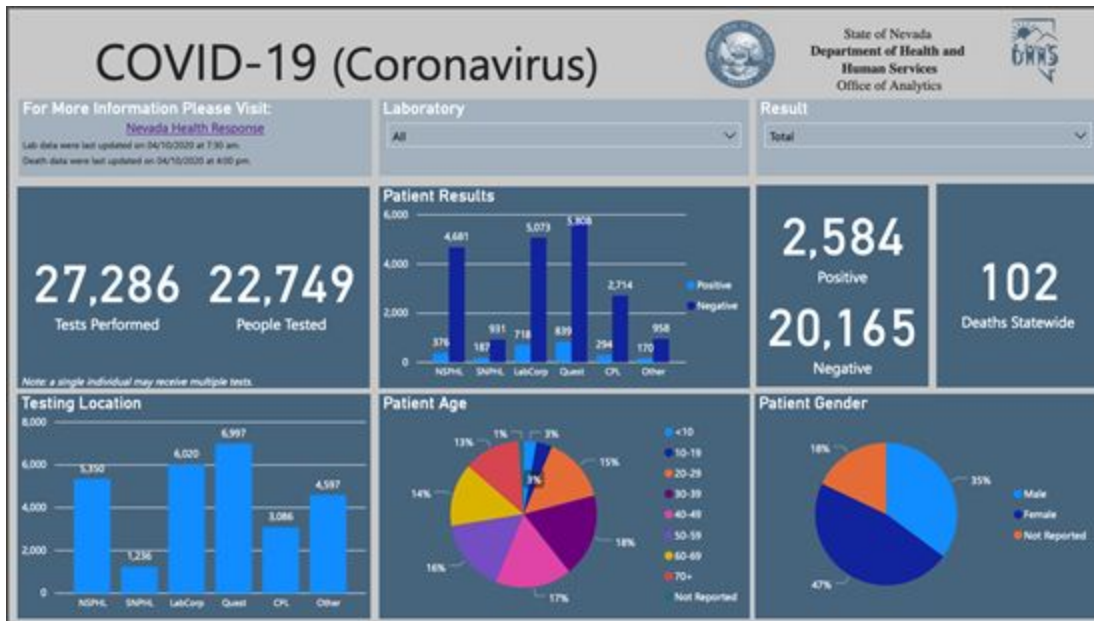 COVID-19 (Coronavirus)
State of Nevada
Department of Health and
Human Services
Office of Analytics
DHHS
For More Information Please Visit:
Nevada Health Response
Lab data were last updated on 04/10/2020 at 7:30 am.
Death data were last updated on 04/10/2020 at 4:00 pm.
Laboratory
All
Result
Total
27,286 22,749
Tests Performed People Tested
Note: a single individual may receive multiple tests.
Patient Results
6,000
4,000
2,000
0
376 4,681
187 931
718 5,073
839 5,808
294 2,714
170 958
NSPHL SNPHL LabCorp Quest CPL Other
Positive
Negative
2,584
Positive
20,165
Negative
102
Deaths Statewide
Testing Location
8,000
6,000
4,000
2,000
0
5,350 1,236 6,020 6,997 3,086 4,597
NSPHL SNPHL LabCorp Quest CPL Other
Patient Age
1%
3%
3%
15%
18%
17%
16%
14%
13%
<10
10-19
20-29
30-39
40-49
50-59
60-69
70+
Not Reported
Patient Gender
18%
35%
47%
Male
Female
Not Reported